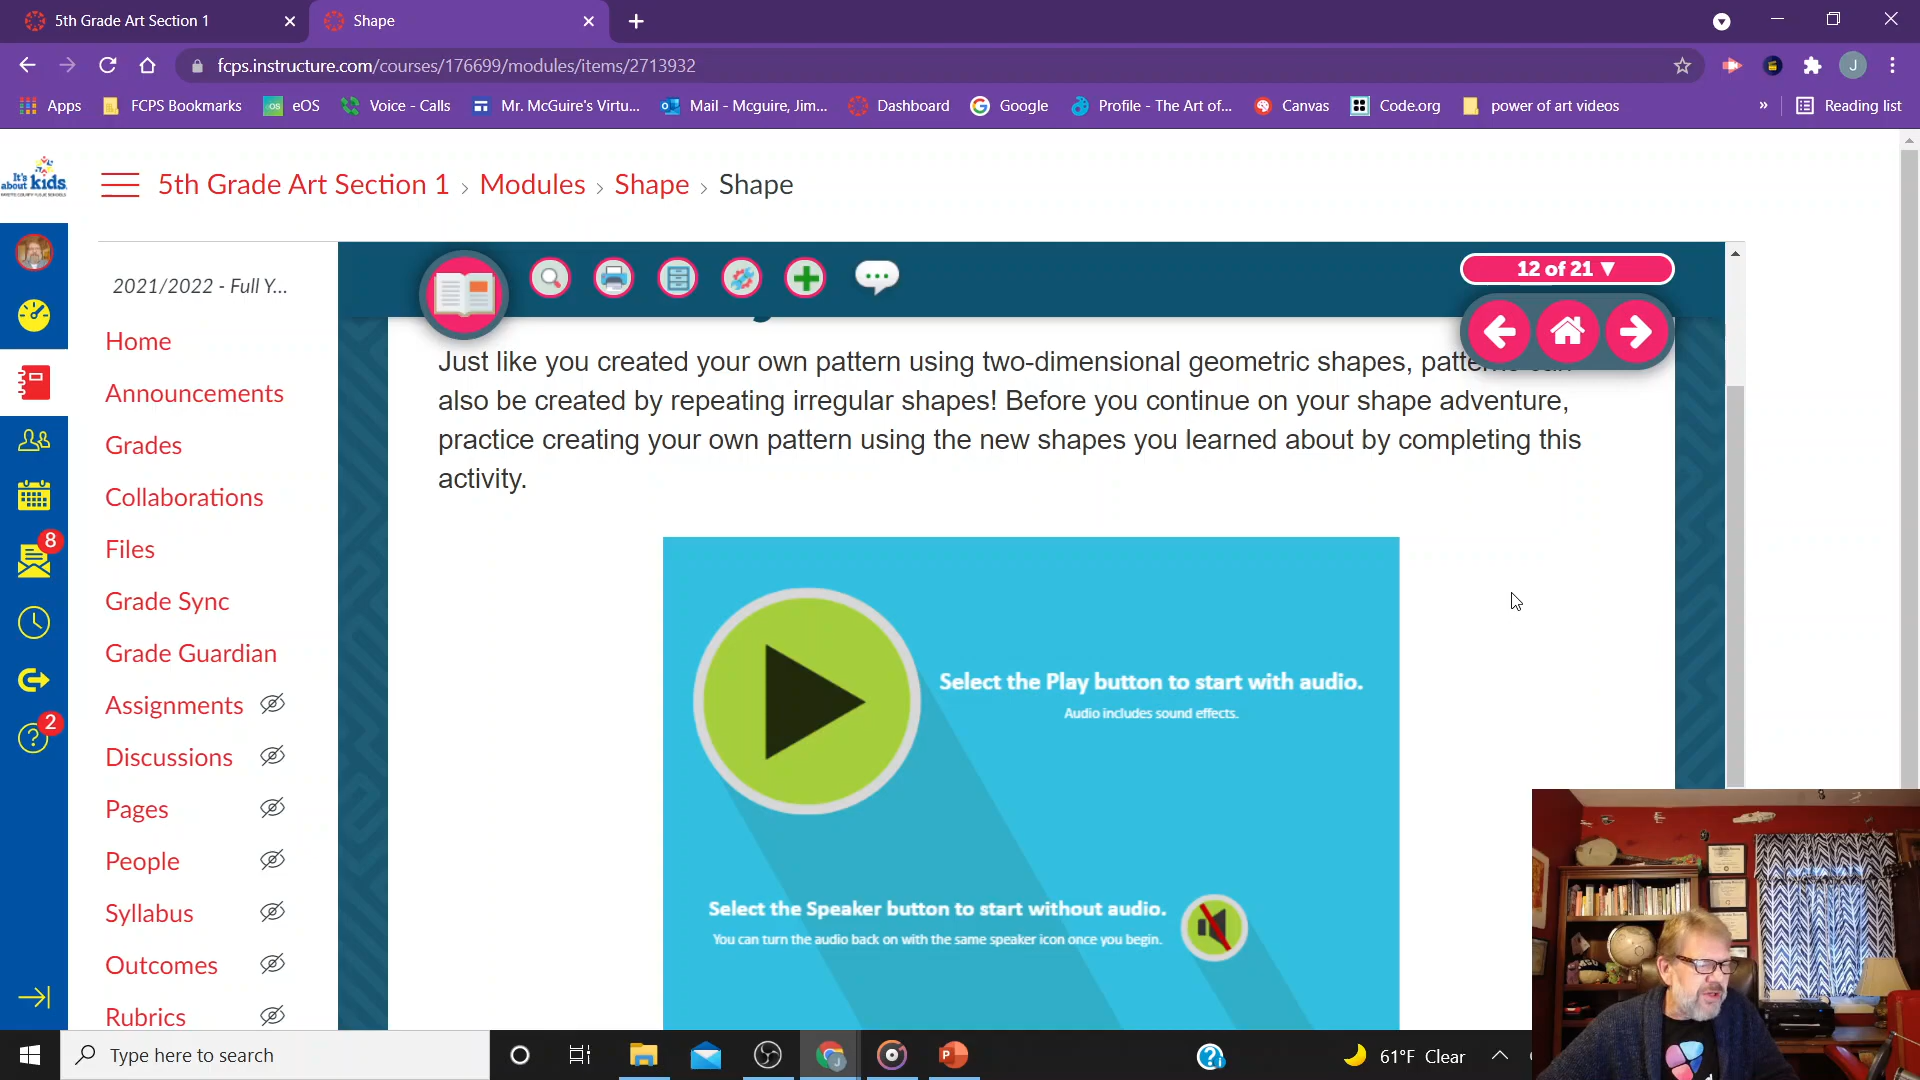 5th Grade Art Section 1
Shape
fcps.instructure.com/courses/176699/modules/items/2713932
J
Apps
FCPS Bookmarks
eOS
Voice - Calls
Mr. McGuire's Virtu...
Mail - Mcguire, Jim...
Dashboard
Google
Profile - The Art of...
Canvas
Code.org
power of art videos
»
Reading list
It's
about kids
5th Grade Art Section 1 › Modules › Shape › Shape
2021/2022 - Full Y...
Home
Announcements
Grades
Collaborations
Files
8
Grade Sync
Grade Guardian
Assignments
2
Discussions
Pages
People
Syllabus
Outcomes
Rubrics
12 of 21 ▼
Just like you created your own pattern using two-dimensional geometric shapes, patterns can
also be created by repeating irregular shapes! Before you continue on your shape adventure,
practice creating your own pattern using the new shapes you learned about by completing this
activity.
Select the Play button to start with audio.
Audio includes sound effects.
Select the Speaker button to start without audio.
You can turn the audio back on with the same speaker icon once you begin.
Type here to search
61°F Clear